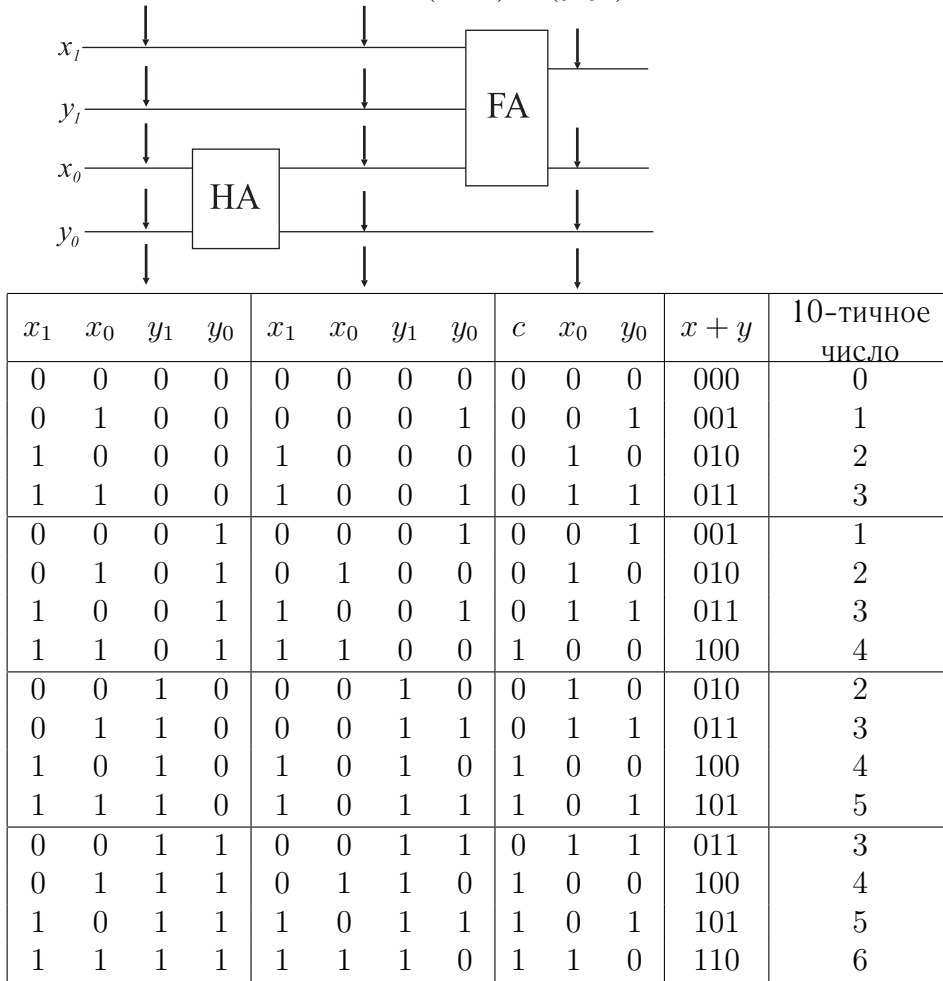 x₁
y₁
FA
x₀
HA
y₀
x₁ x₀ y₁ y₀ x₁ x₀ y₁ y₀ c x₀ y₀ x + y 10-тичное
число
0 0 0 0 0 0 0 0 0 0 0 000 0
0 1 0 0 0 0 0 1 0 0 1 001 1
1 0 0 0 1 0 0 0 0 1 0 010 2
1 1 0 0 1 0 0 1 0 1 1 011 3
0 0 0 1 0 0 0 1 0 0 1 001 1
0 1 0 1 0 1 0 0 0 1 0 010 2
1 0 0 1 1 0 0 1 0 1 1 011 3
1 1 0 1 1 1 0 0 1 0 0 100 4
0 0 1 0 0 0 1 0 0 1 0 010 2
0 1 1 0 0 0 1 1 0 1 1 011 3
1 0 1 0 1 0 1 0 1 0 0 100 4
1 1 1 0 1 0 1 1 1 0 1 101 5
0 0 1 1 0 0 1 1 0 1 1 011 3
0 1 1 1 0 1 1 0 1 0 0 100 4
1 0 1 1 1 0 1 1 1 0 1 101 5
1 1 1 1 1 1 1 0 1 1 0 110 6